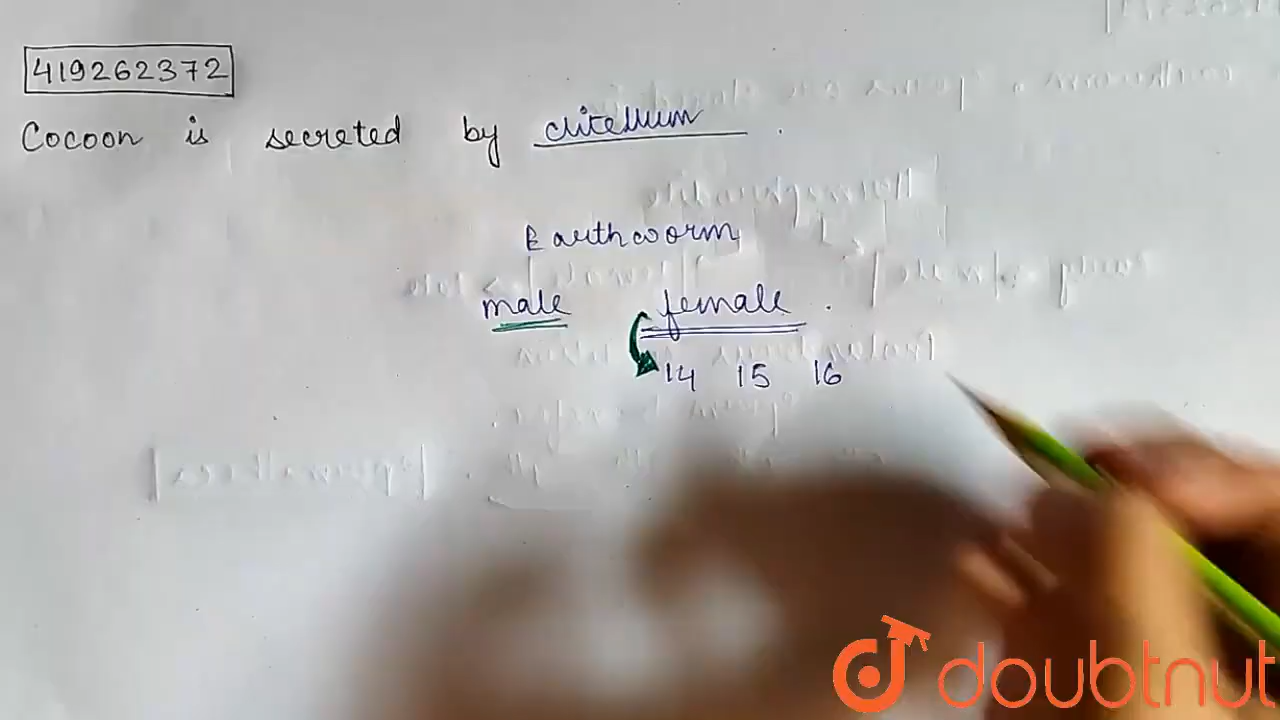 419262372
Cocoon is secreted by clitellum .
Earthworm
male female .
14 15 16
doubtnut